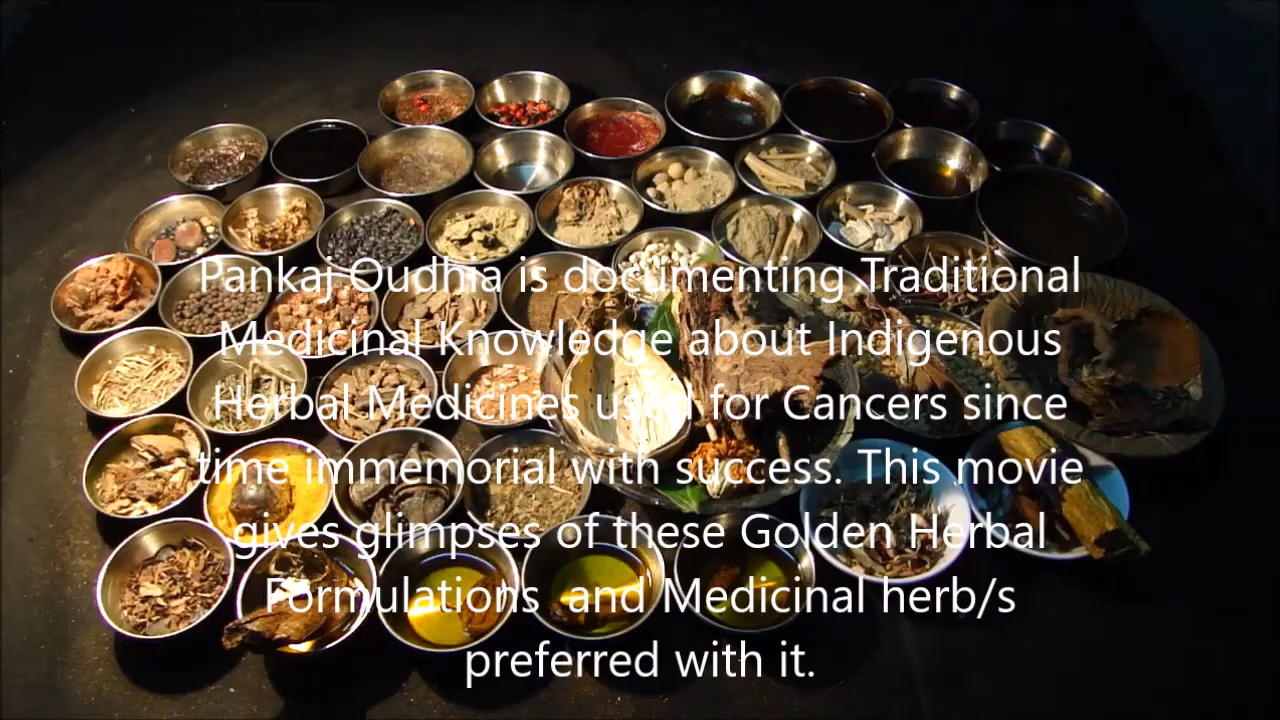 Pankaj Oudhia is documenting Traditional
Medicinal Knowledge about Indigenous
Herbal Medicines used for Cancers since
time immemorial with success. This movie
gives glimpses of these Golden Herbal
Formulations  and Medicinal herb/s
preferred with it.